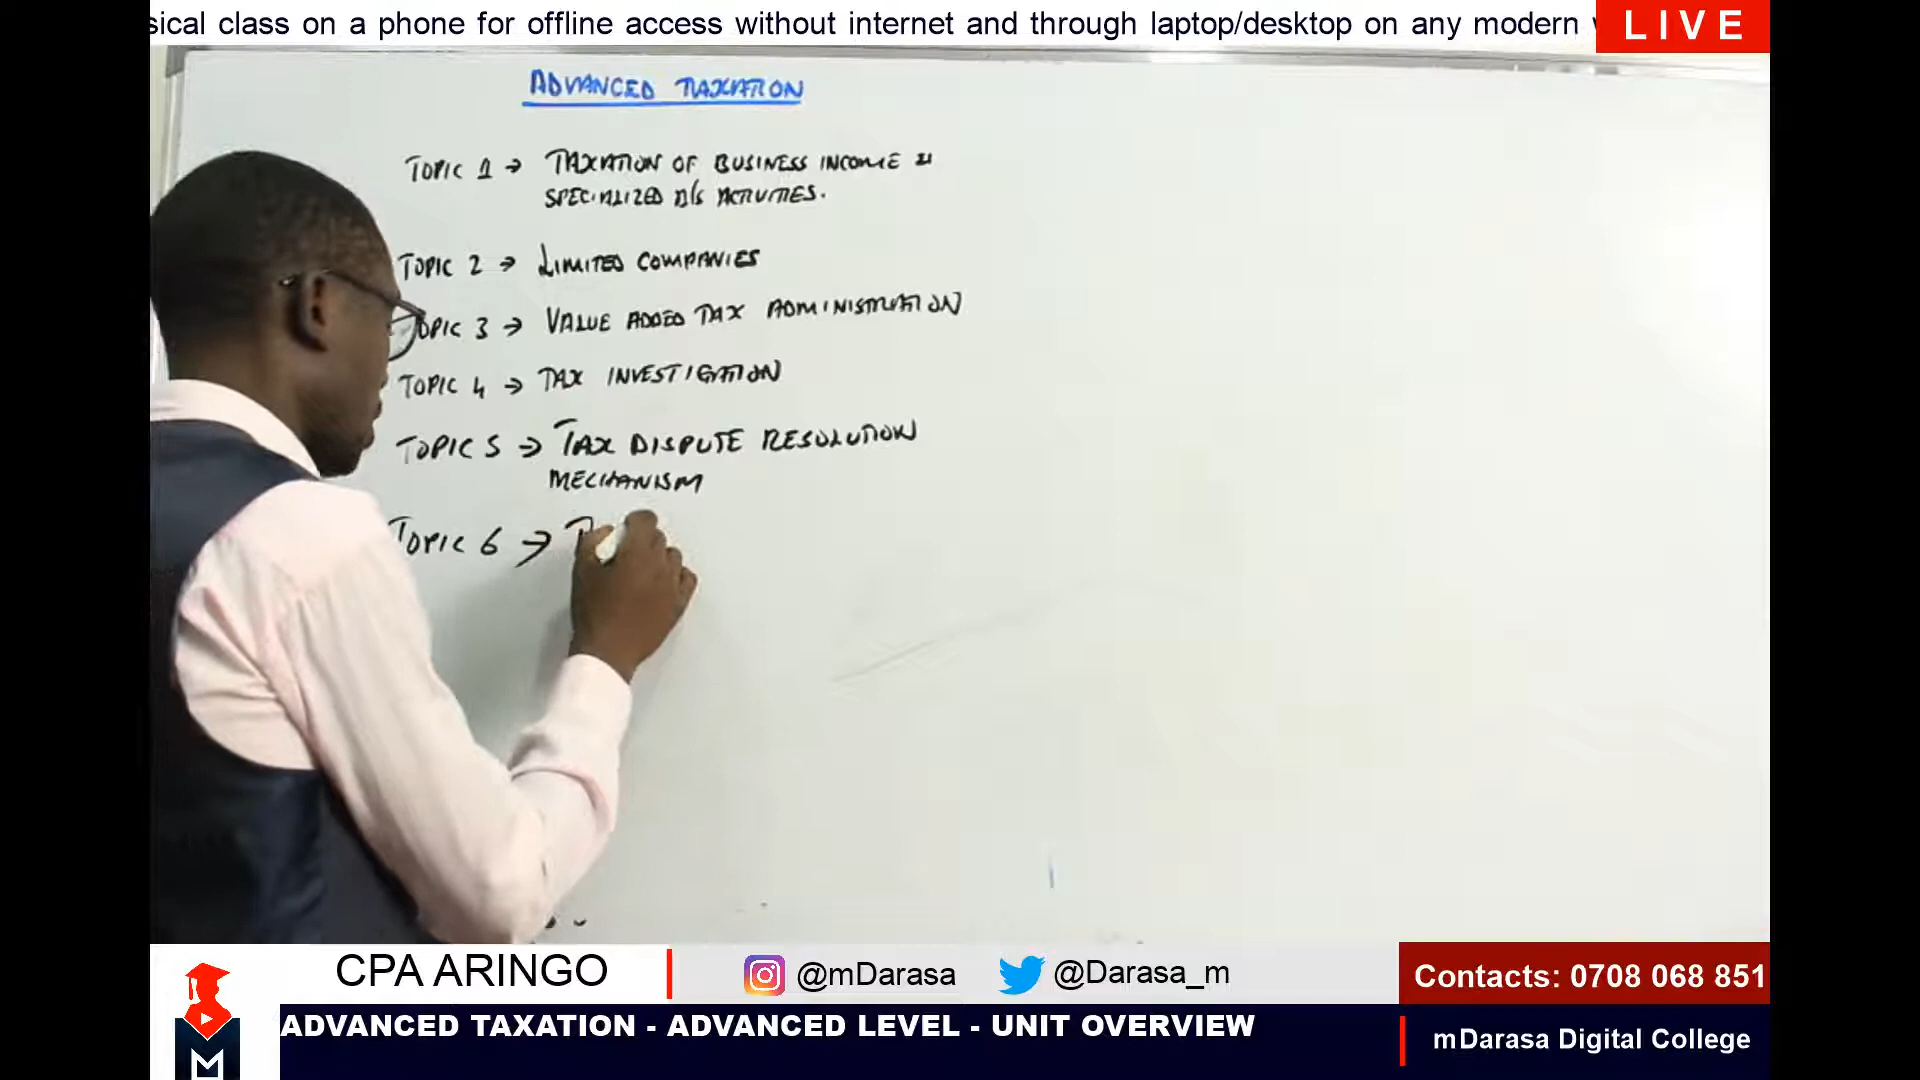 sical class on a phone for offline access without internet and through laptop/desktop on any modern
LIVE
ADVANCED TAXATION
TOPIC 1 → TAXATION OF BUSINESS INCOME &
SPECIALIZED B/S ACTIVITIES.
TOPIC 2 → LIMITED COMPANIES
TOPIC 3 → VALUE ADDED TAX ADMINISTRATION
TOPIC 4 → TAX INVESTIGATION
TOPIC 5 → TAX DISPUTE RESOLUTION
MECHANISM
TOPIC 6 → T
CPA ARINGO
@mDarasa
@Darasa_m
Contacts: 0708 068 851
M
ADVANCED TAXATION - ADVANCED LEVEL - UNIT OVERVIEW
mDarasa Digital College